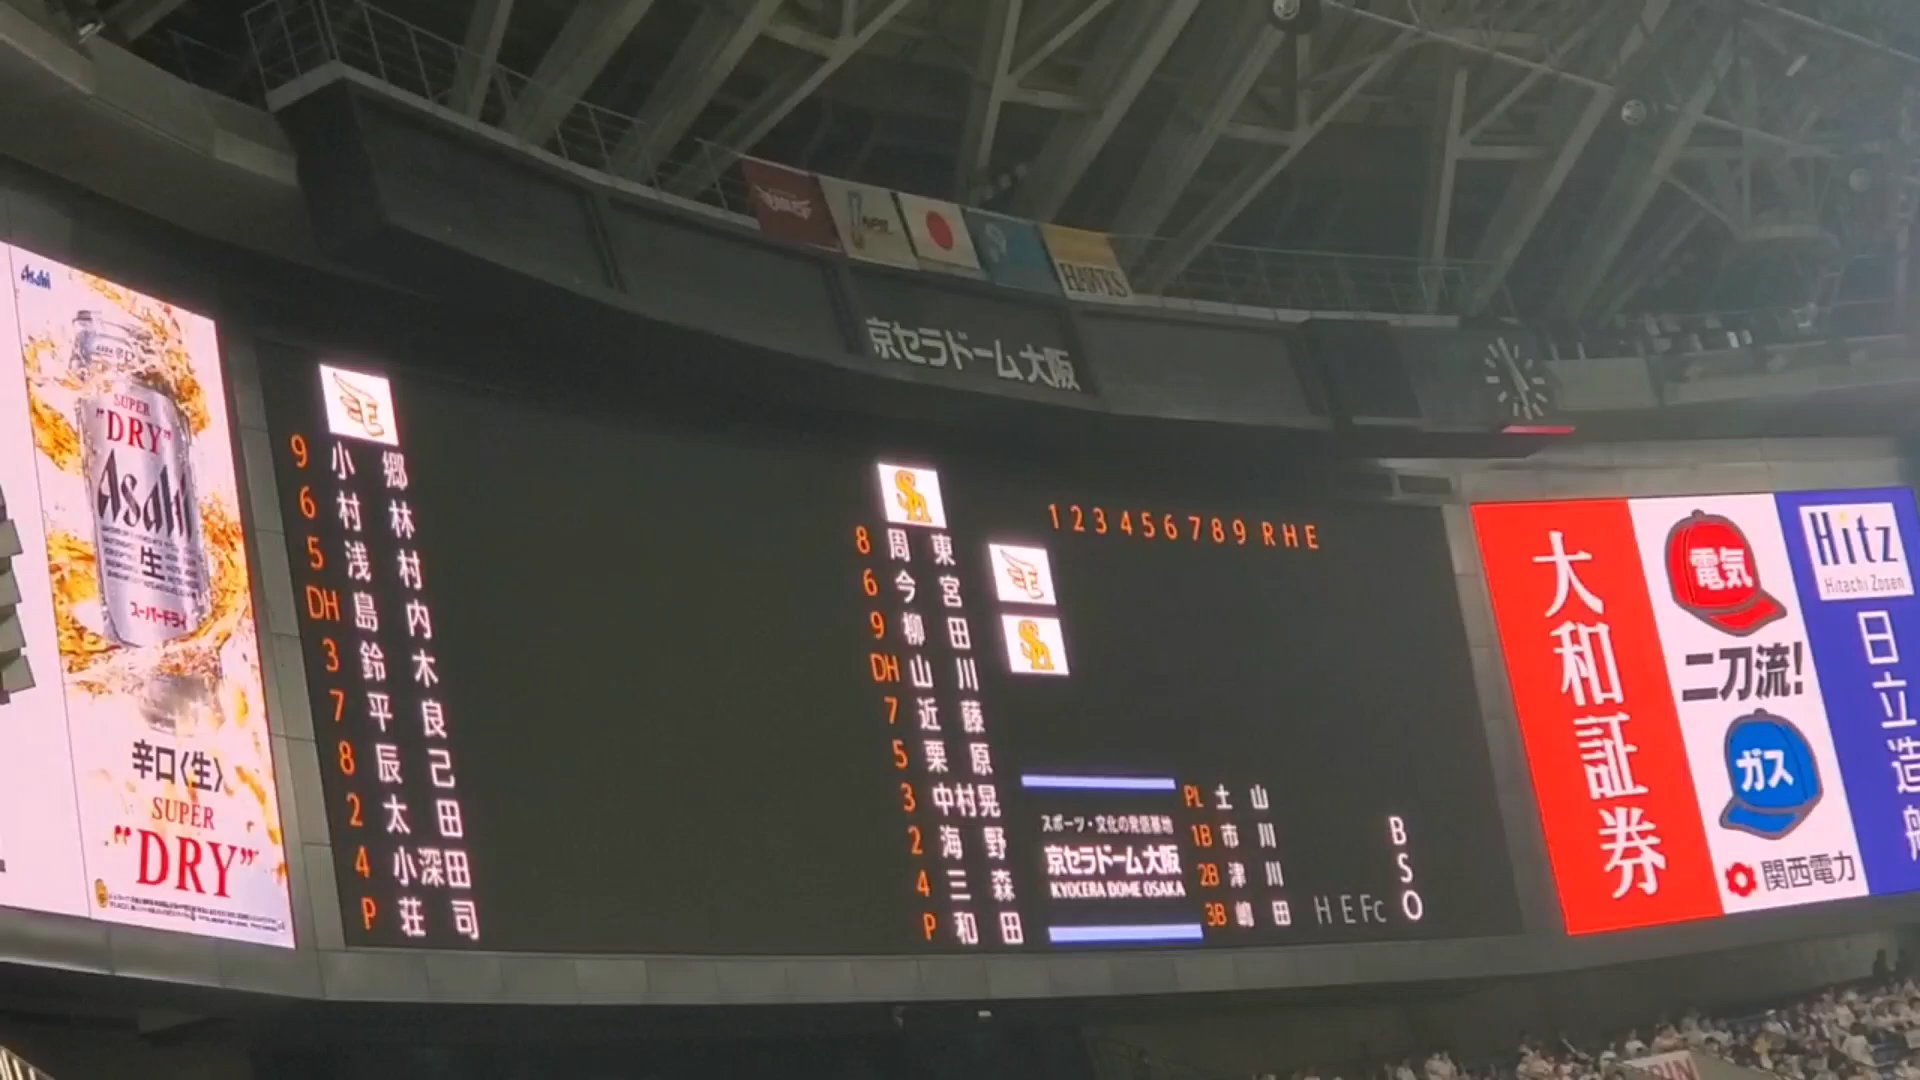 EAGLES
HAWKS
京セラドーム大阪
Asahi
SUPER
"DRY"
Asahi
生
スーパードライ
辛口〈生〉
SUPER
"DRY"
9 小郷
6 村林
5 浅村
DH 島内
3 鈴木
7 平良
8 辰己
2 太田
4 小深田
P 荘司
8 周東
6 今宮
9 柳田
DH 山川
7 近藤
5 栗原
3 中村晃
2 海野
4 三森
P 和田
1 2 3 4 5 6 7 8 9 R H E
スポーツ・文化の発信基地
京セラドーム大阪
KYOCERA DOME OSAKA
PL 土山
1B 市川
2B 津川
3B 嶋田
H E Fc
B
S
O
大和証券
電気
二刀流!
ガス
関西電力
Hitz
Hitachi Zosen
日立造船